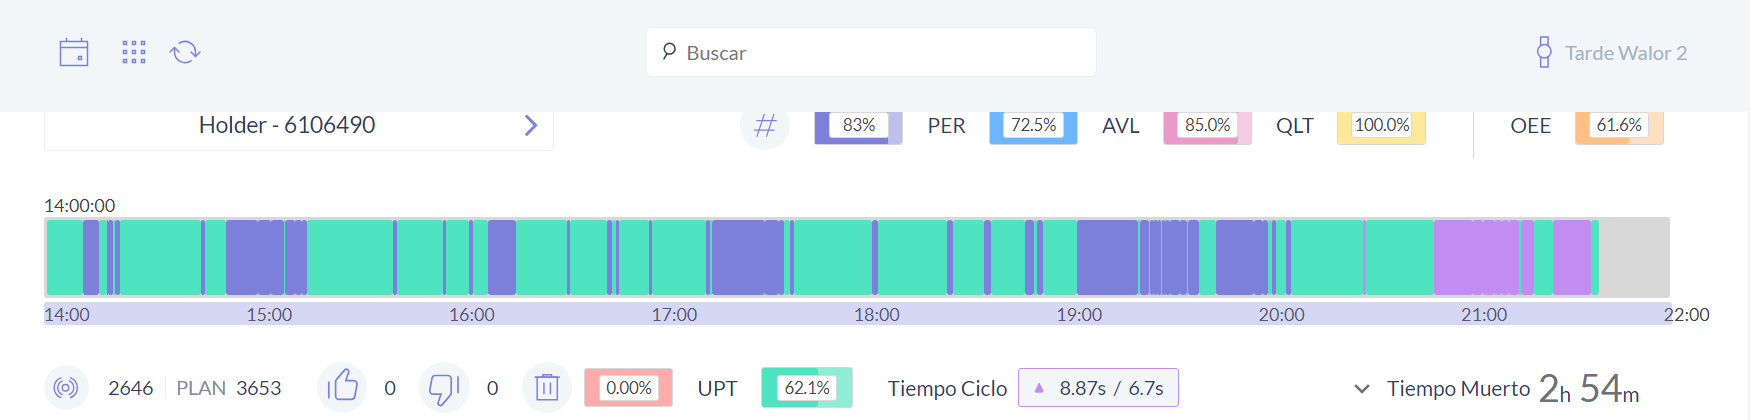 Buscar
Tarde Walor 2
Holder - 6106490
# 83% PER 72.5% AVL 85.0% QLT 100.0% OEE 61.6%
14:00:00
14:00 15:00 16:00 17:00 18:00 19:00 20:00 21:00 22:00
2646 PLAN 3653 0 0 0.00% UPT 62.1% Tiempo Ciclo 8.87s / 6.7s Tiempo Muerto 2h 54m